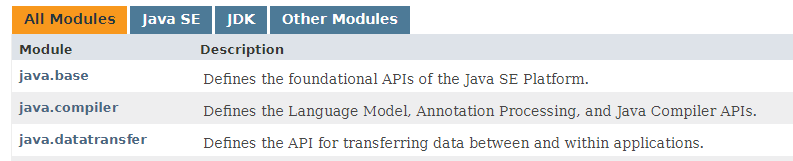 All Modules Java SE JDK Other Modules
Module Description
java.base Defines the foundational APIs of the Java SE Platform.
java.compiler Defines the Language Model, Annotation Processing, and Java Compiler APIs.
java.datatransfer Defines the API for transferring data between and within applications.